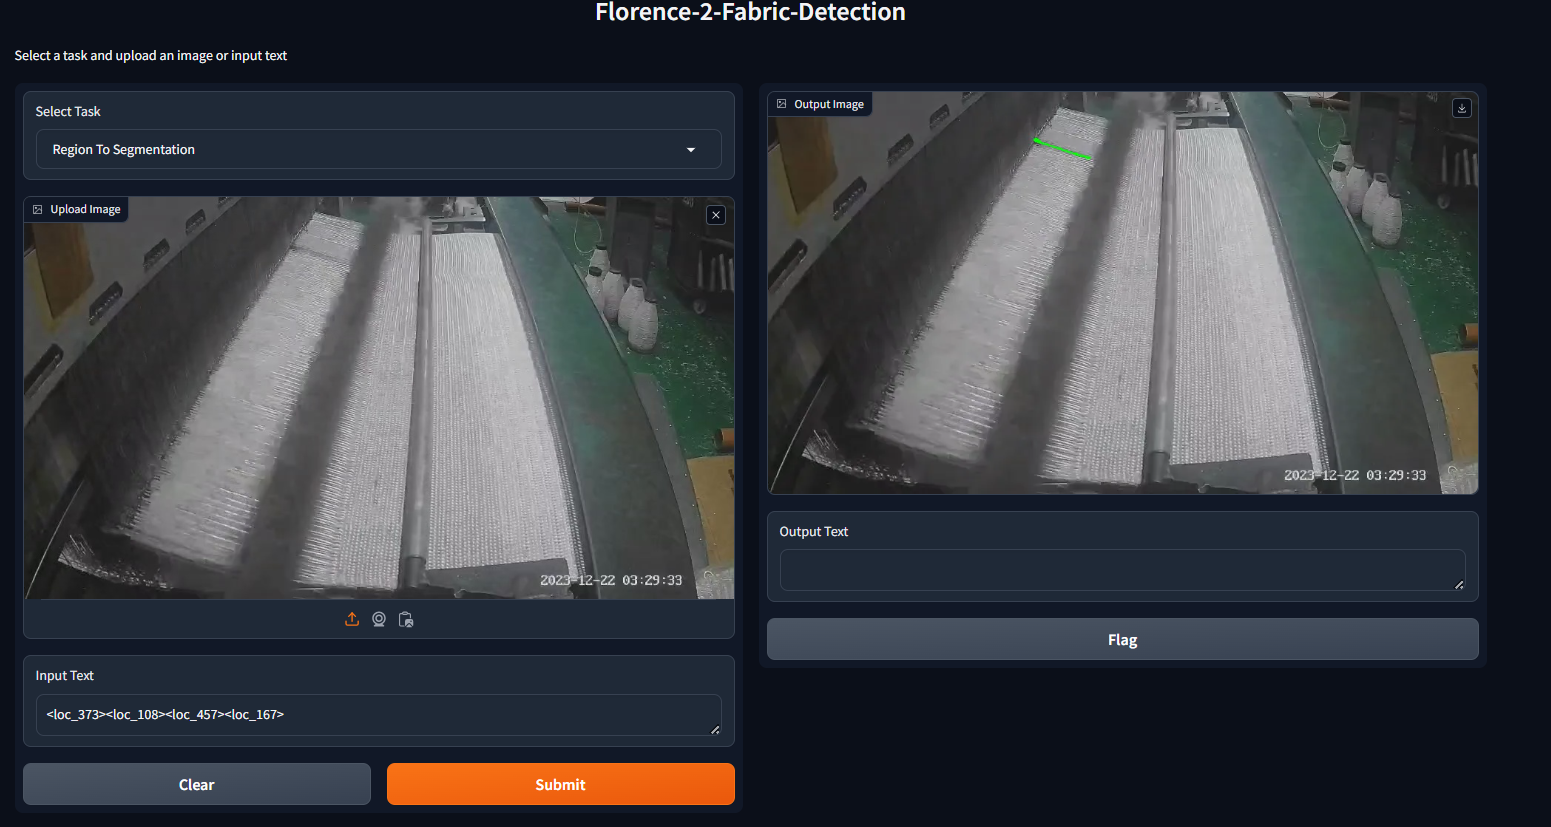 Florence-2-Fabric-Detection
Select a task and upload an image or input text
Select Task
Region To Segmentation
Upload Image
2023-12-22 03:29:33
Input Text
<loc_373><loc_108><loc_457><loc_167>
Clear
Submit
Output Image
2023-12-22 03:29:33
Output Text
Flag